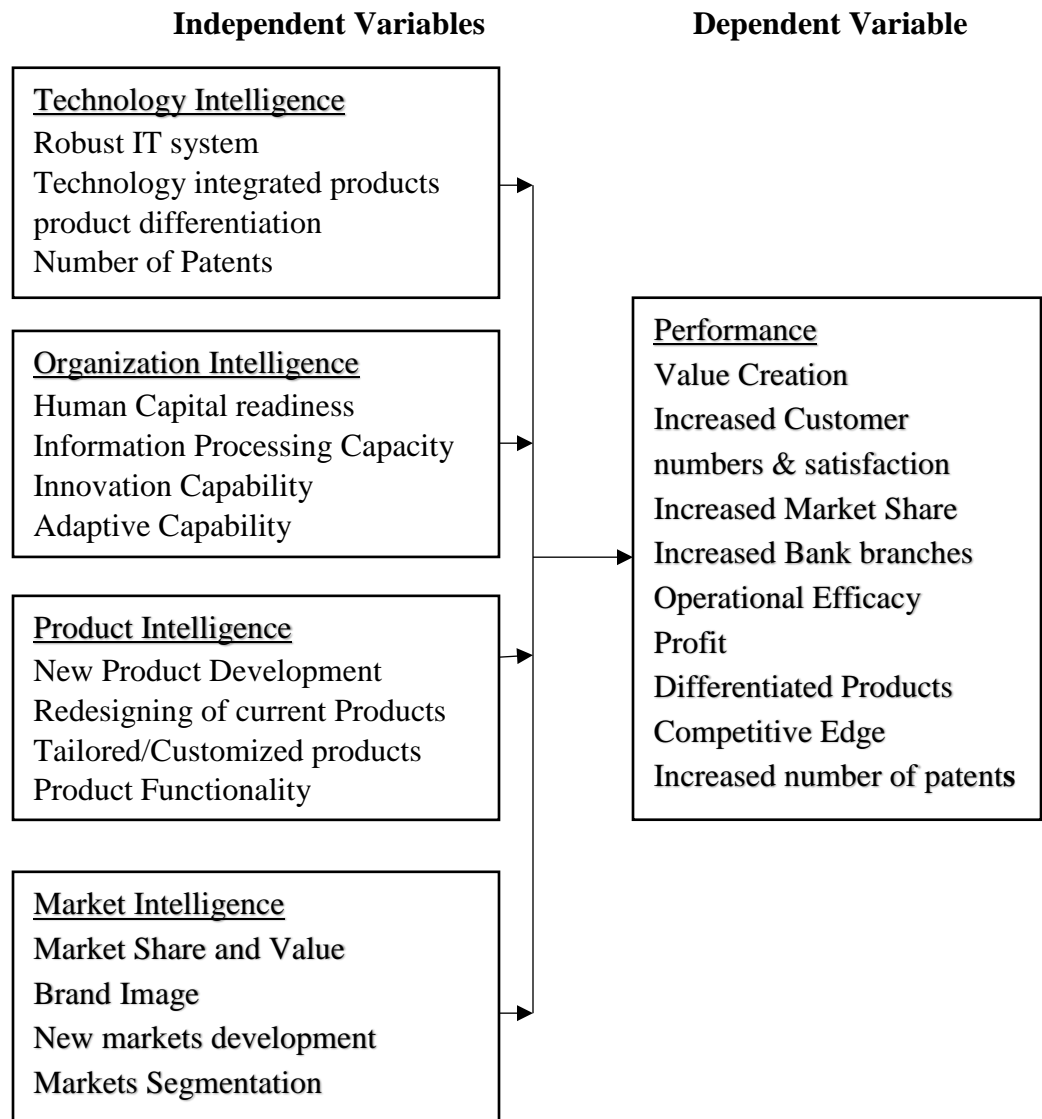 Independent Variables
Dependent Variable
Technology Intelligence
Robust IT system
Technology integrated products
product differentiation
Number of Patents
Organization Intelligence
Human Capital readiness
Information Processing Capacity
Innovation Capability
Adaptive Capability
Product Intelligence
New Product Development
Redesigning of current Products
Tailored/Customized products
Product Functionality
Market Intelligence
Market Share and Value
Brand Image
New markets development
Markets Segmentation
Performance
Value Creation
Increased Customer
numbers & satisfaction
Increased Market Share
Increased Bank branches
Operational Efficacy
Profit
Differentiated Products
Competitive Edge
Increased number of patents